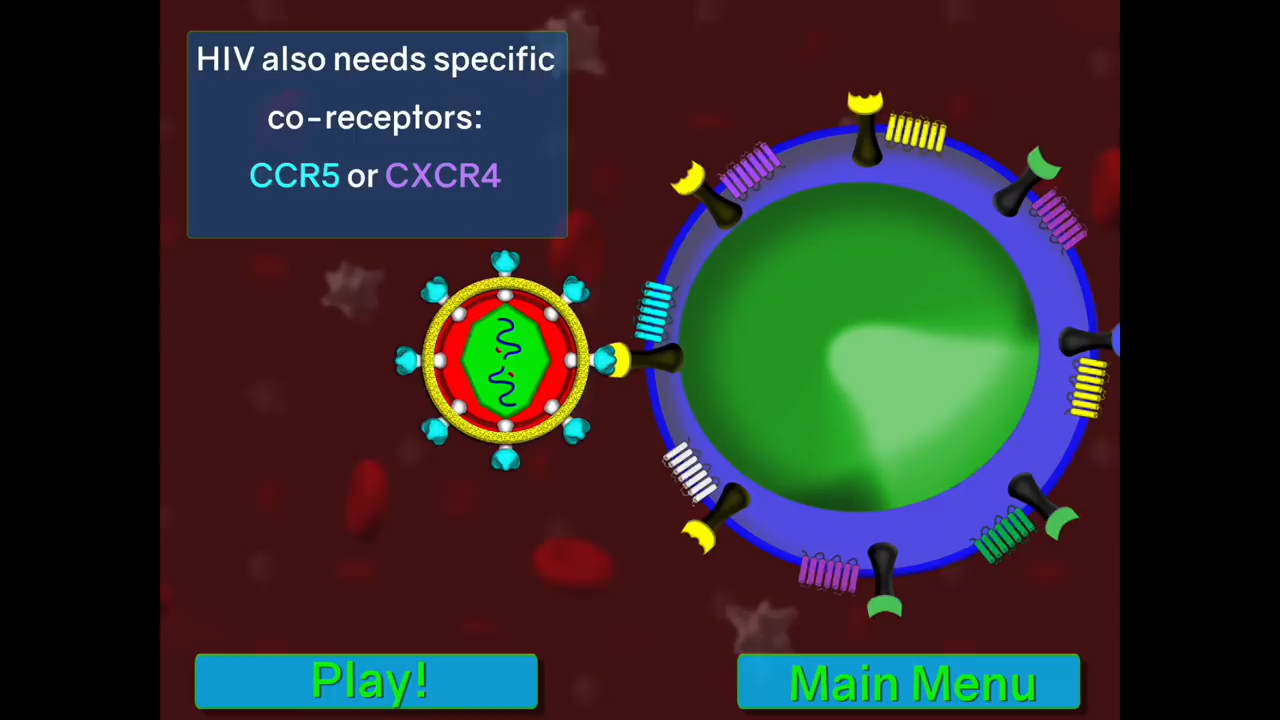 HIV also needs specific
co-receptors:
CCR5 or CXCR4
Play!
Main Menu